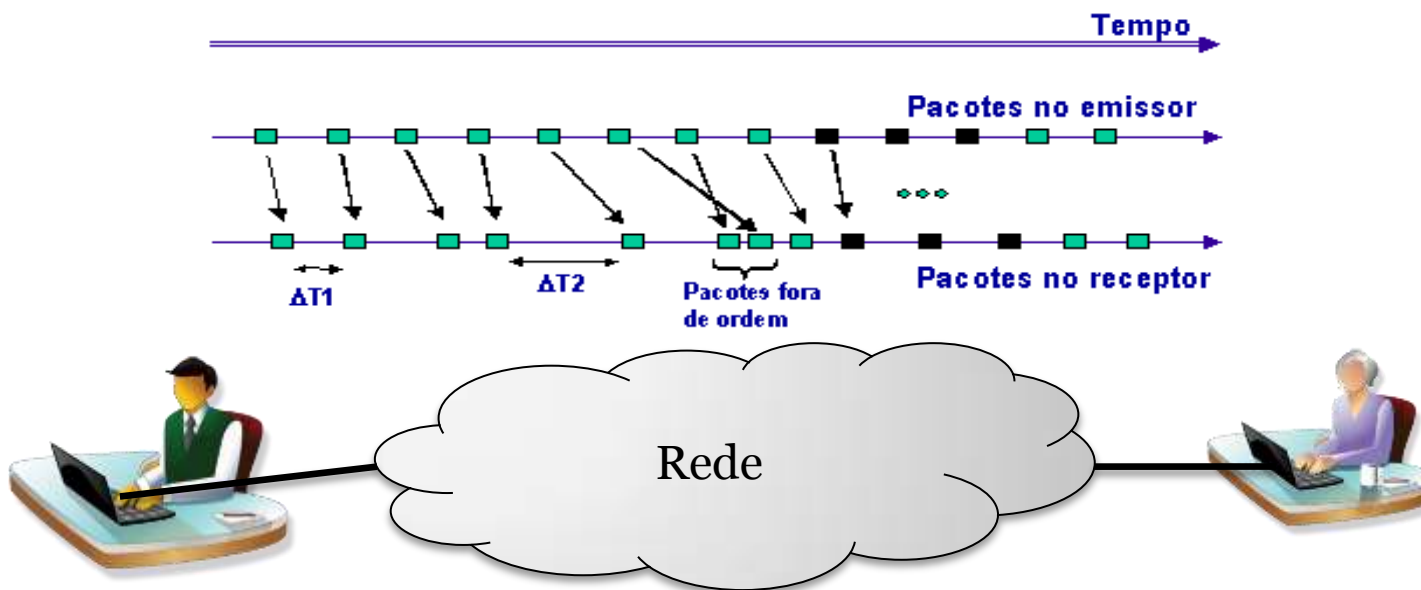 Tempo
Pacotes no emissor
ΔT1
ΔT2
Pacotes fora
de ordem
Pacotes no receptor
Rede